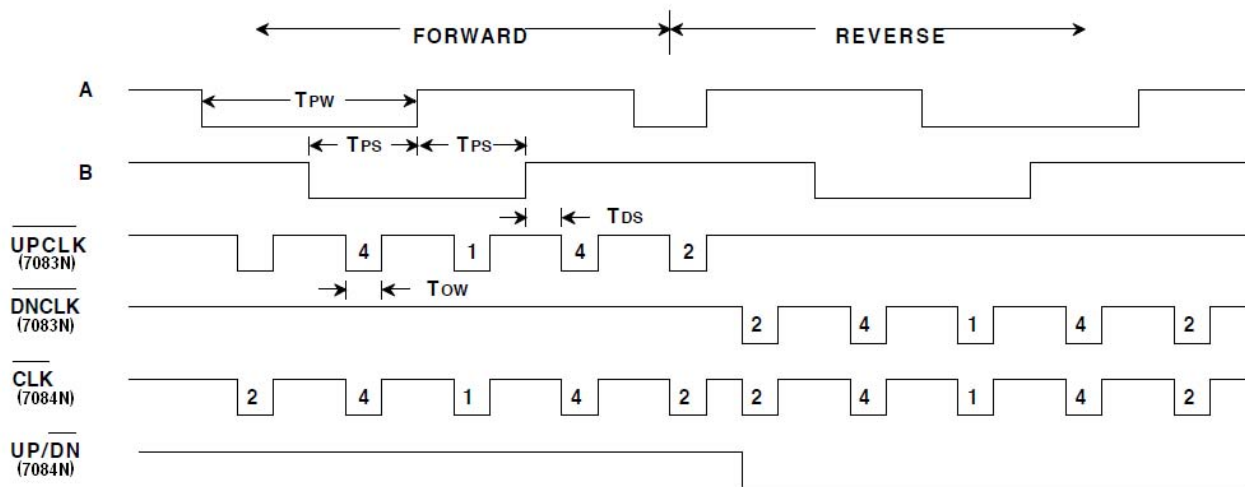 FORWARD REVERSE
A
TPW
TPS TPS
B
TDS
UPCLK 4 1 4 2
(7083N)
TOW
DNCLK 2 4 1 4 2
(7083N)
CLK 2 4 1 4 2 2 4 1 4 2
(7084N)
UP/DN
(7084N)